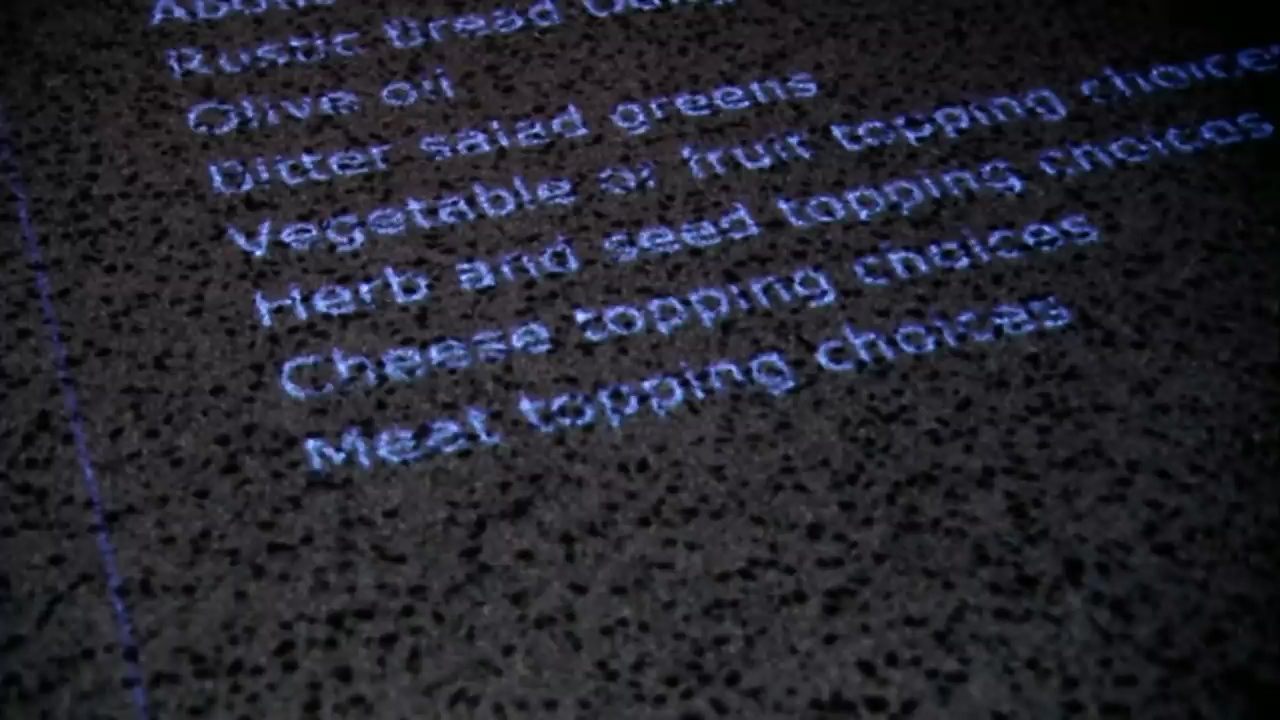 Rustic bread
Olive oil
Bitter salad greens
Vegetable or fruit topping choices
Herb and seed topping choices
Cheese topping choices
Meat topping choices